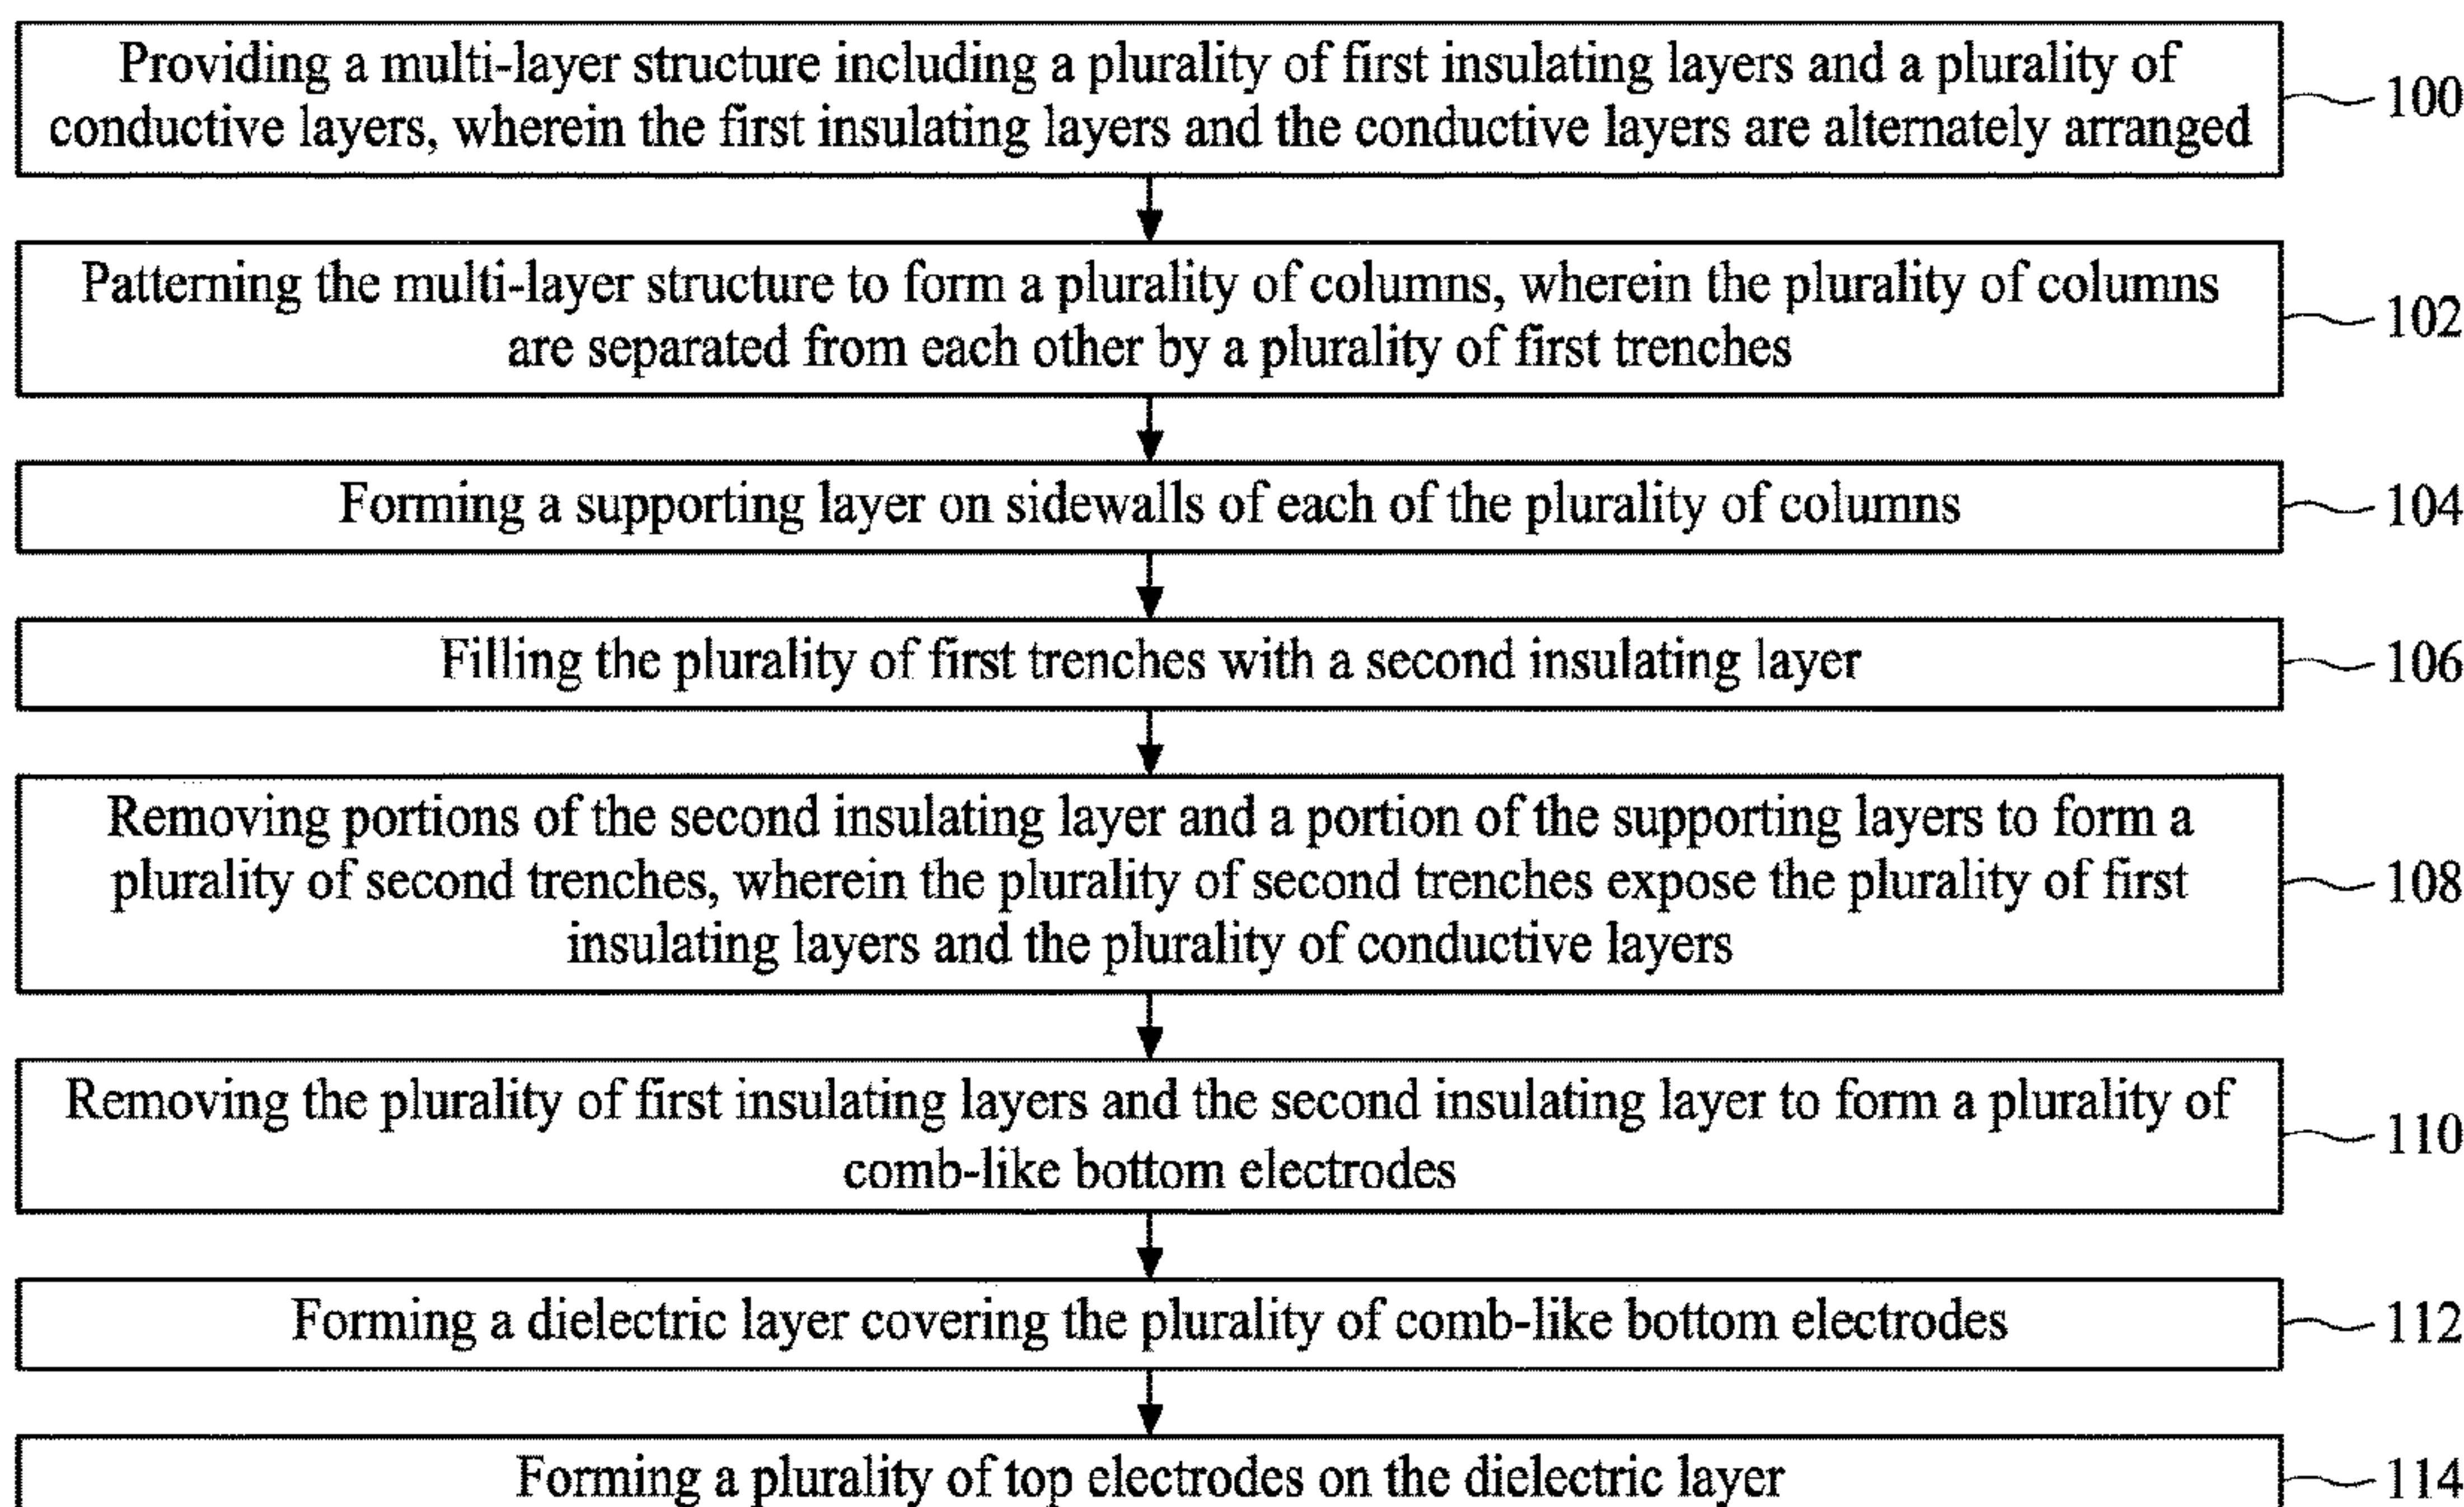 Providing a multi-layer structure including a plurality of first insulating layers and a plurality of
conductive layers, wherein the first insulating layers and the conductive layers are alternately arranged
100
Patterning the multi-layer structure to form a plurality of columns, wherein the plurality of columns
are separated from each other by a plurality of first trenches
102
Forming a supporting layer on sidewalls of each of the plurality of columns
104
Filling the plurality of first trenches with a second insulating layer
106
Removing portions of the second insulating layer and a portion of the supporting layers to form a
plurality of second trenches, wherein the plurality of second trenches expose the plurality of first
insulating layers and the plurality of conductive layers
108
Removing the plurality of first insulating layers and the second insulating layer to form a plurality of
comb-like bottom electrodes
110
Forming a dielectric layer covering the plurality of comb-like bottom electrodes
112
Forming a plurality of top electrodes on the dielectric layer
114